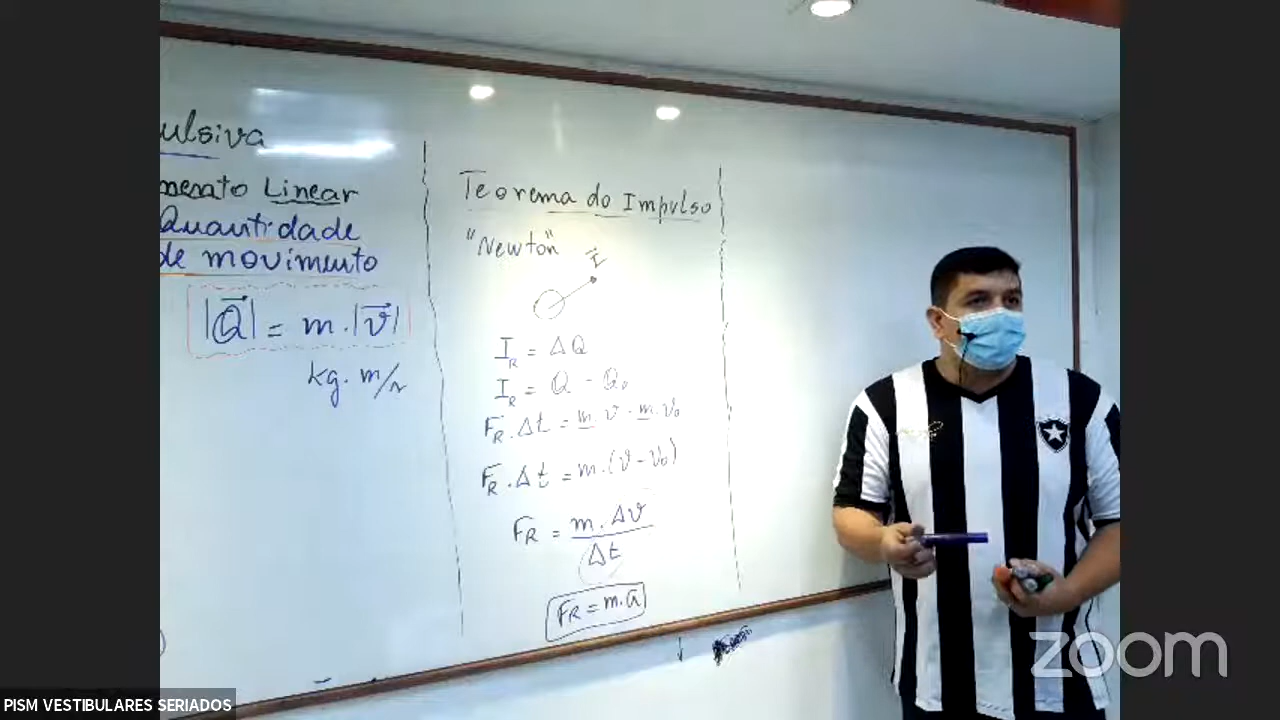 ulsiva
mento Linear
Quantidade
de movimento
|Q⃗| = m.|v⃗|
kg. m/s
Teorema do Impulso
"Newton"
I⃗
I_R = ΔQ
I_R = Q - Q₀
F_R . Δt = m.v - m.v₀
F_R . Δt = m.(v - v₀)
F_R = m. Δv
Δt
F_R = m.a
zoom
PISM VESTIBULARES SERIADOS